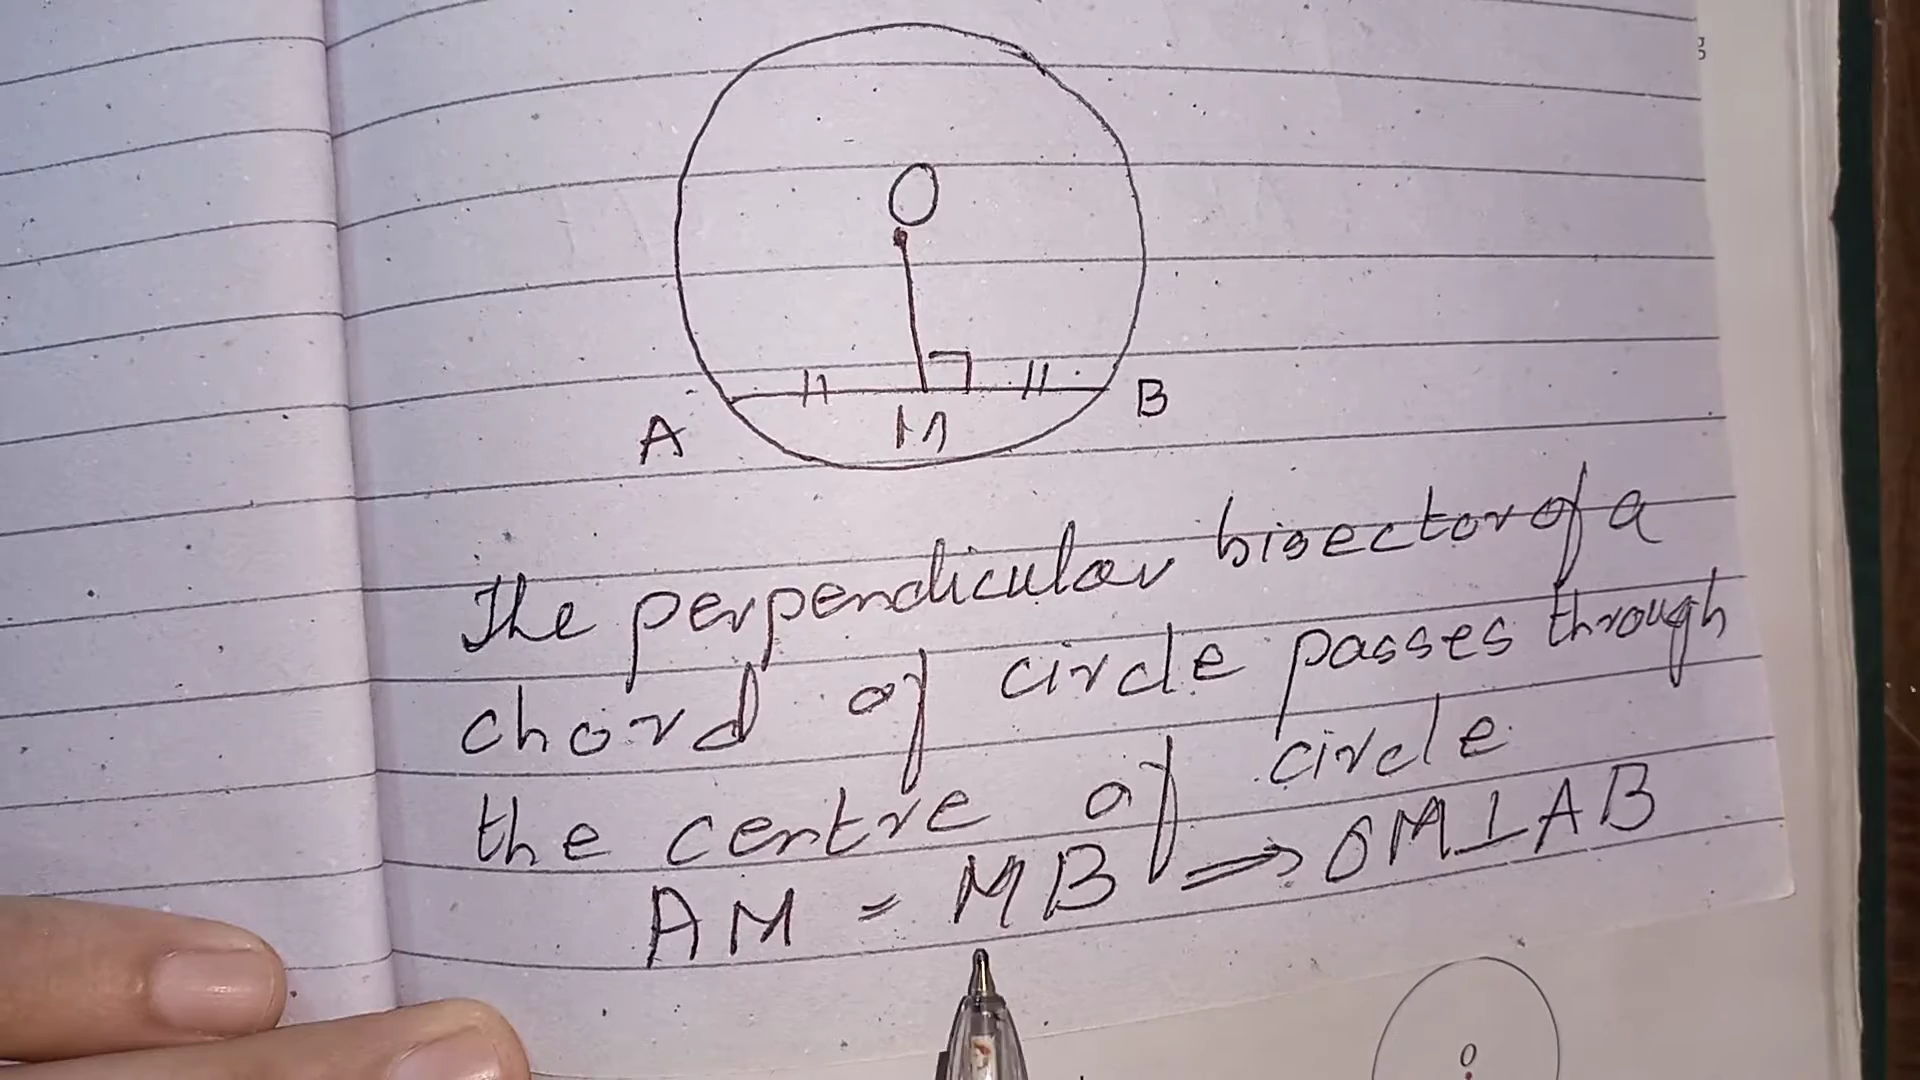 O
A
M
B
The perpendicular bisector of a
chord of circle passes through
the centre of circle
AM = MB ⇒ OM⊥AB
O